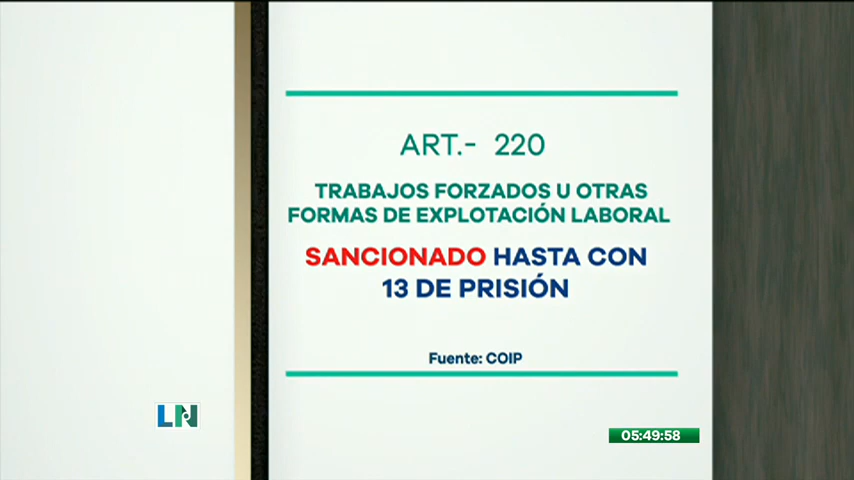 ART.- 220
TRABAJOS FORZADOS U OTRAS
FORMAS DE EXPLOTACIÓN LABORAL
SANCIONADO HASTA CON
13 DE PRISIÓN
Fuente: COIP
LN
05:49:58